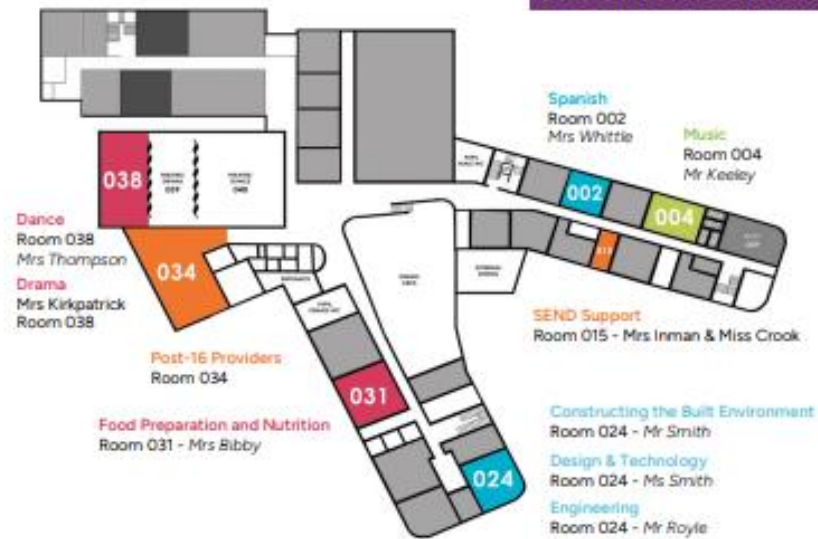 Spanish
Room 002
Mrs Whittle
Music
Room 004
Mr Keeley
038
002
004
Dance
Room 038
Mrs Thompson
Drama
Mrs Kirkpatrick
Room 038
034
SEND Support
Room 015 - Mrs Inman & Miss Crook
Post-16 Providers
Room 034
031
Food Preparation and Nutrition
Room 031 - Mrs Bibby
024
Constructing the Built Environment
Room 024 - Mr Smith
Design & Technology
Room 024 - Ms Smith
Engineering
Room 024 - Mr Royle